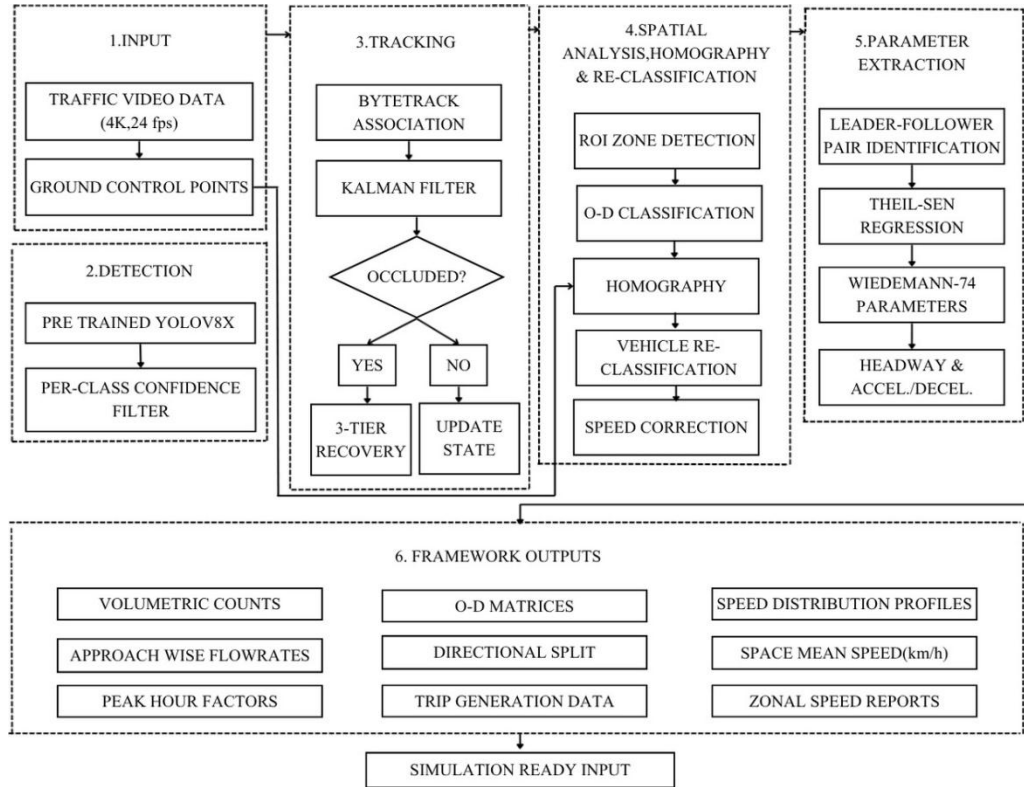 1.INPUT
TRAFFIC VIDEO DATA
(4K,24 fps)
GROUND CONTROL POINTS
2.DETECTION
PRE TRAINED YOLOV8X
PER-CLASS CONFIDENCE
FILTER
3.TRACKING
BYTETRACK
ASSOCIATION
KALMAN FILTER
OCCLUDED?
YES
NO
3-TIER
RECOVERY
UPDATE
STATE
4.SPATIAL
ANALYSIS,HOMOGRAPHY
& RE-CLASSIFICATION
ROI ZONE DETECTION
O-D CLASSIFICATION
HOMOGRAPHY
VEHICLE RE-
CLASSIFICATION
SPEED CORRECTION
5.PARAMETER
EXTRACTION
LEADER-FOLLOWER
PAIR IDENTIFICATION
THEIL-SEN
REGRESSION
WIEDEMANN-74
PARAMETERS
HEADWAY &
ACCEL./DECEL.
6. FRAMEWORK OUTPUTS
VOLUMETRIC COUNTS
O-D MATRICES
SPEED DISTRIBUTION PROFILES
APPROACH WISE FLOWRATES
DIRECTIONAL SPLIT
SPACE MEAN SPEED(km/h)
PEAK HOUR FACTORS
TRIP GENERATION DATA
ZONAL SPEED REPORTS
SIMULATION READY INPUT